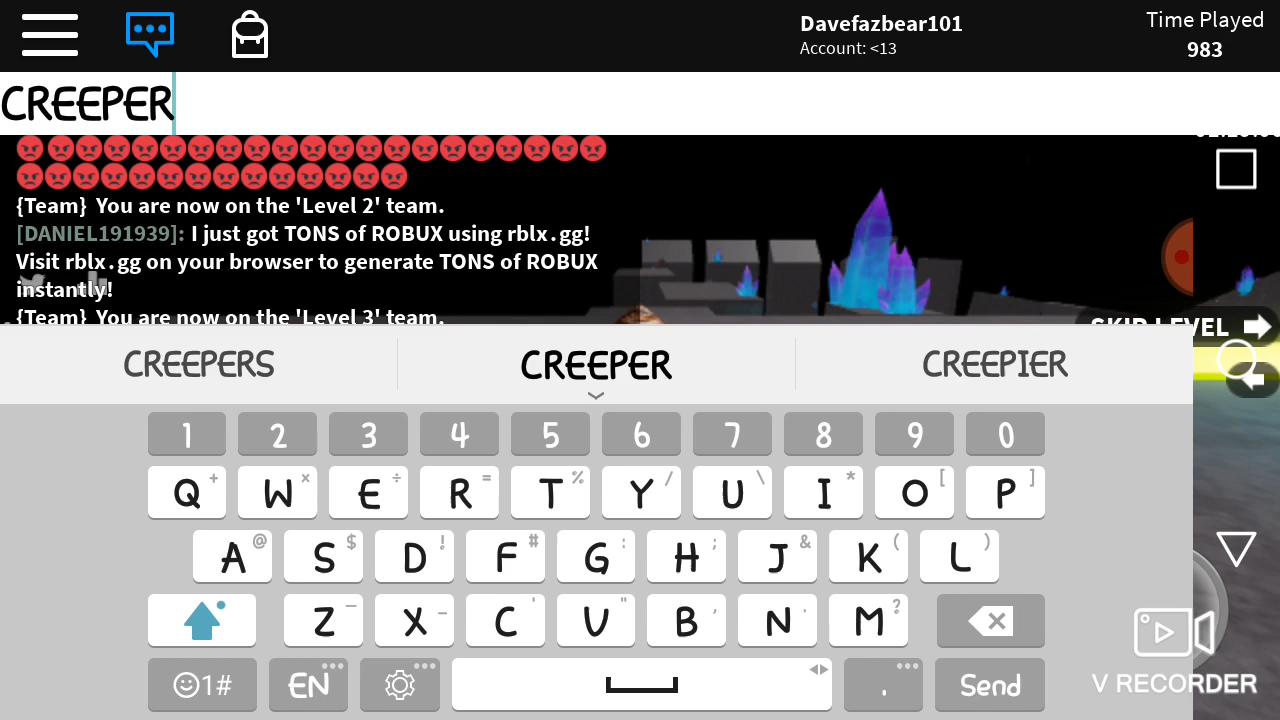 Davefazbear101
Account: <13
Time Played
983
CREEPER
{Team} You are now on the 'Level 2' team.
[DANIEL191939]: I just got TONS of ROBUX using rblx.gg!
Visit rblx.gg on your browser to generate TONS of ROBUX
instantly!
{Team} You are now on the 'Level 3' team.
SKIP LEVEL
CREEPERS CREEPER CREEPIER
1 2 3 4 5 6 7 8 9 0
Q + W × E ÷ R = T % Y / U \ I * O [ P ]
A @ S $ D ! F # G : H ; J & K ( L )
Z – X - C ' V " B , N . M ?
1# EN . Send
V RECORDER